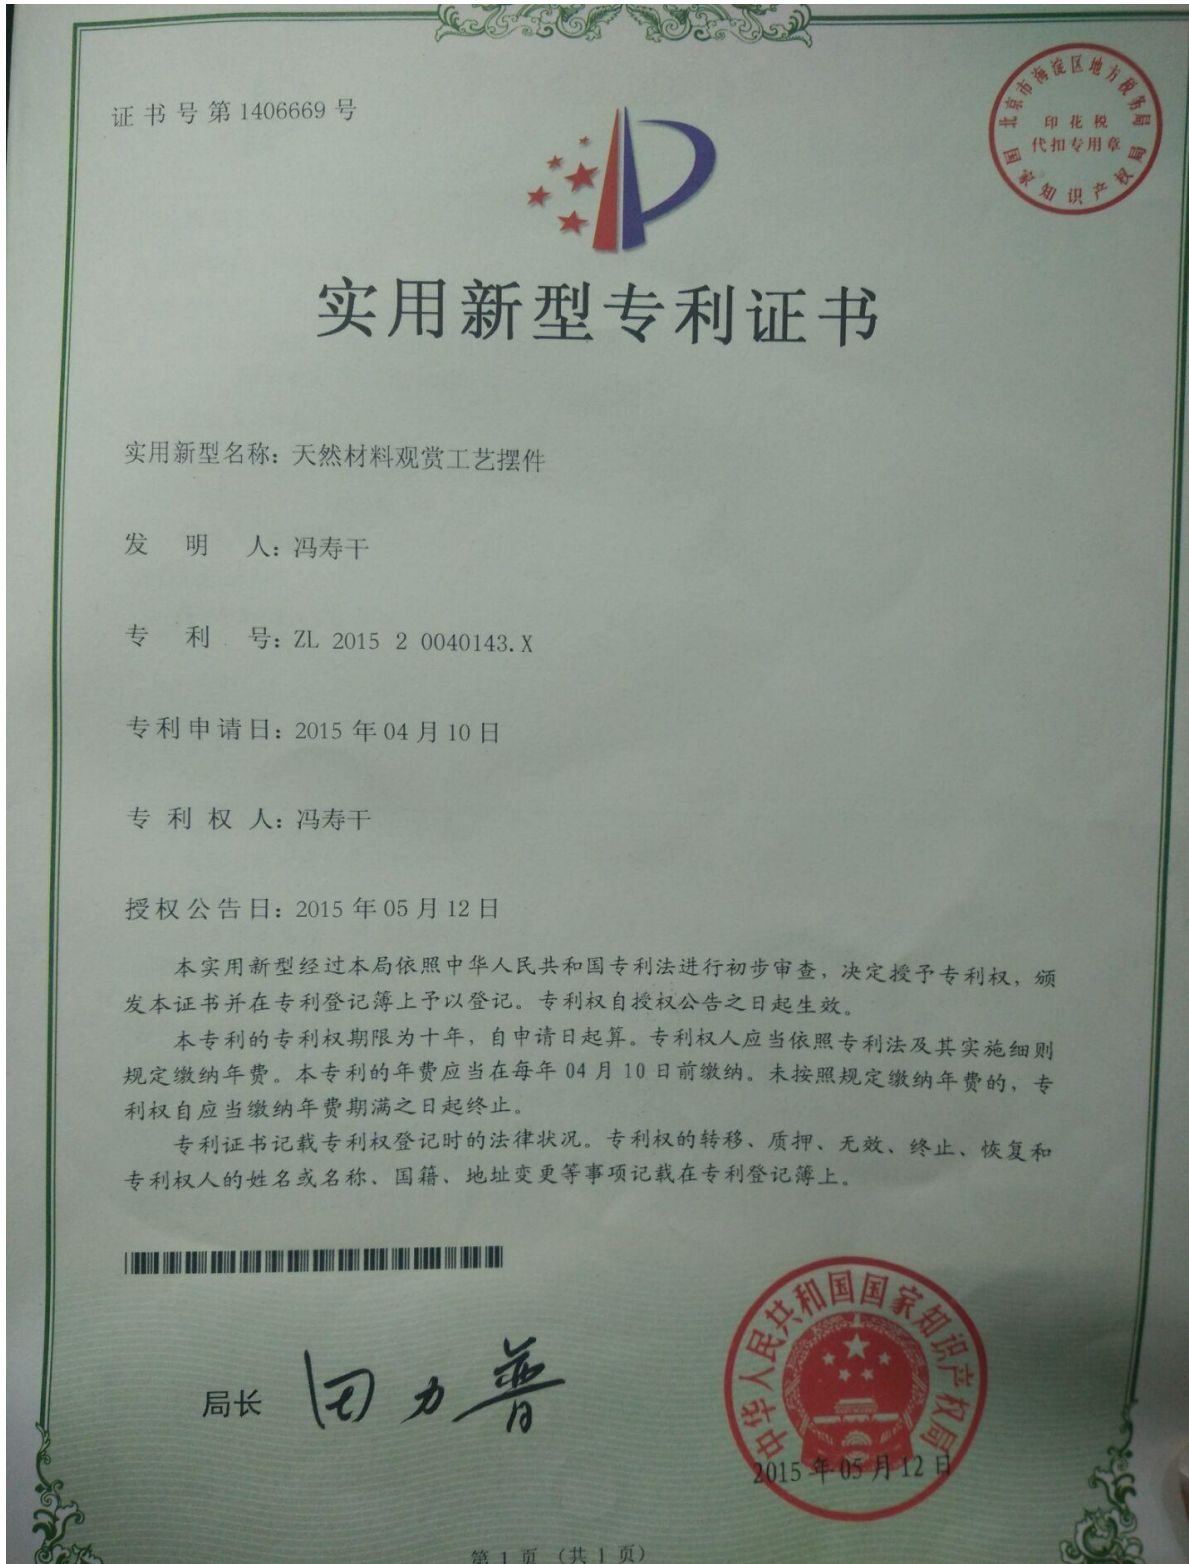 证书号第1406669号
北京市海淀区地方税务局
印花税
代扣专用章
国家知识产权局
实用新型专利证书
实用新型名称：天然材料观赏工艺摆件
发明人：冯寿干
专利号：ZL 2015 2 0040143.X
专利申请日：2015年04月10日
专利权人：冯寿干
授权公告日：2015年05月12日
本实用新型经过本局依照中华人民共和国专利法进行初步审查，决定授予专利权，颁
发本证书并在专利登记簿上予以登记。专利权自授权公告之日起生效。
本专利的专利权期限为十年，自申请日起算。专利权人应当依照专利法及其实施细则
规定缴纳年费。本专利的年费应当在每年04月10日前缴纳。未按照规定缴纳年费的，专
利权自应当缴纳年费期满之日起终止。
专利证书记载专利权登记时的法律状况。专利权的转移、质押、无效、终止、恢复和
专利权人的姓名或名称、国籍、地址变更等事项记载在专利登记簿上。
局长 田力普
中华人民共和国国家知识产权局
2015年05月12日
第1页（共1页）